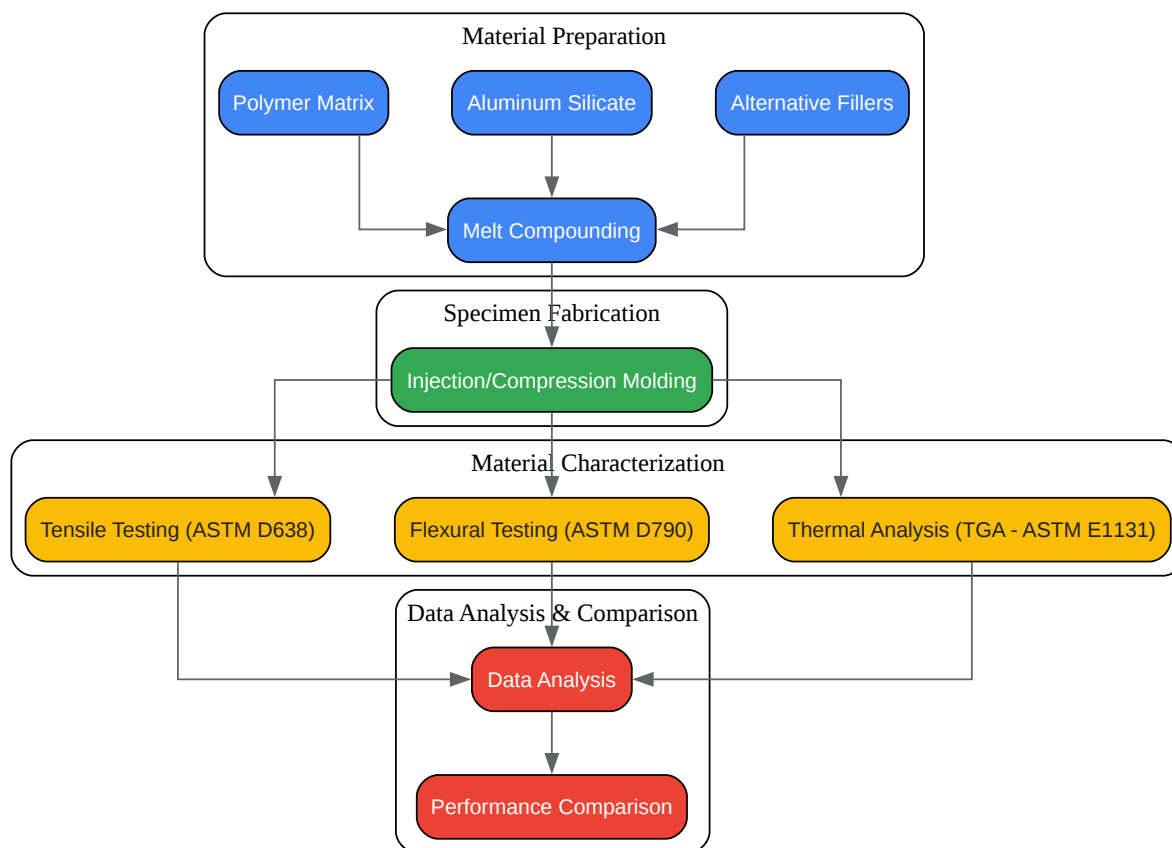 Material Preparation
Polymer Matrix
Aluminum Silicate
Alternative Fillers
Melt Compounding
Specimen Fabrication
Injection/Compression Molding
Material Characterization
Tensile Testing (ASTM D638)
Flexural Testing (ASTM D790)
Thermal Analysis (TGA - ASTM E1131)
Data Analysis & Comparison
Data Analysis
Performance Comparison